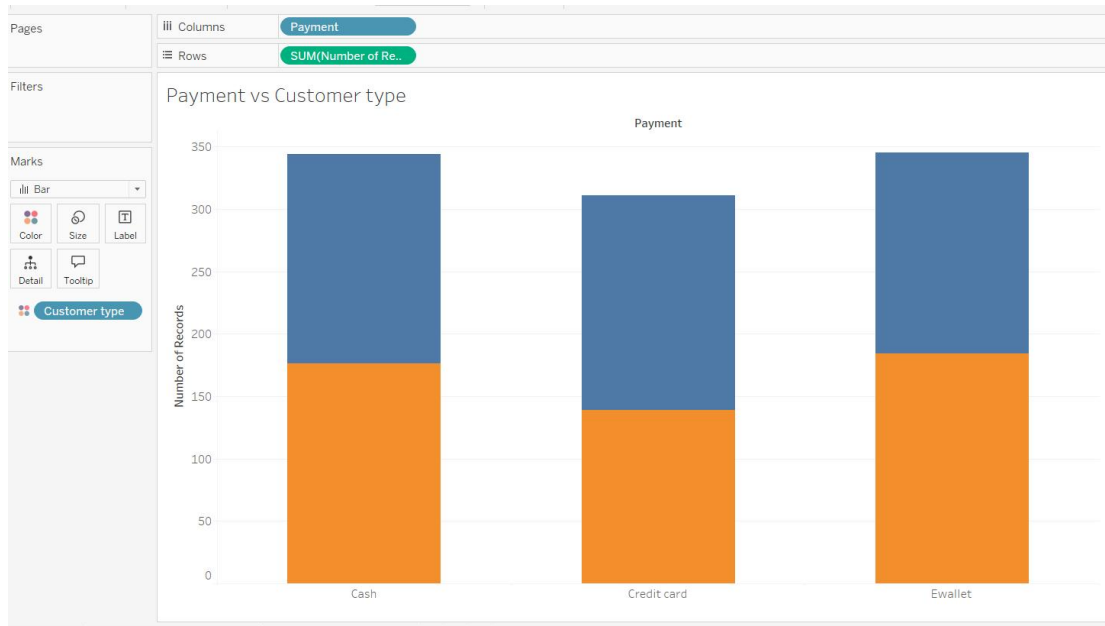 Pages
Columns
Payment
Rows
SUM(Number of Re..
Filters
Payment vs Customer type
Payment
Marks
Bar
Color
Size
Label
Detail
Tooltip
Customer type
Number of Records
350
300
250
200
150
100
50
0
Cash
Credit card
Ewallet